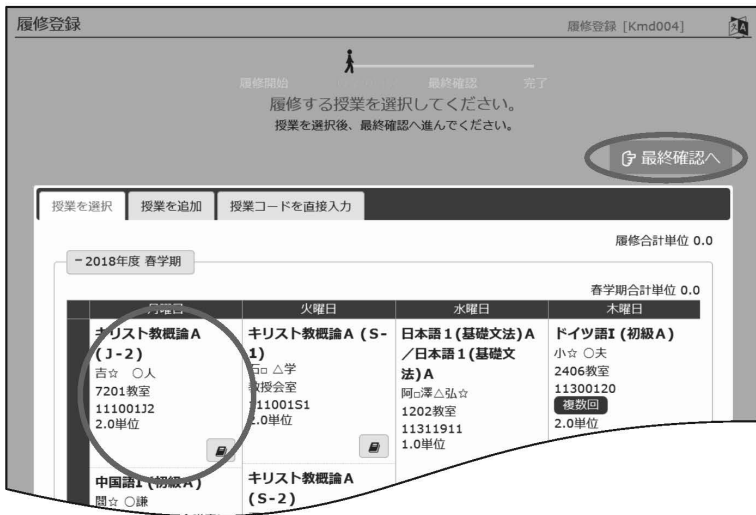 履修登録
履修登録 [Kmd004]
履修開始
最終確認
完了
履修する授業を選択してください。
授業を選択後、最終確認へ進んでください。
最終確認へ
授業を選択
授業を追加
授業コードを直接入力
履修合計単位 0.0
−2018年度 春学期
春学期合計単位 0.0
月曜日
火曜日
水曜日
木曜日
キリスト教概論A
(J-2)
吉☆ ○人
7201教室
111001J2
2.0単位
キリスト教概論A (S-
1)
石□ △学
教授会室
111001S1
2.0単位
日本語1(基礎文法)A
／日本語1(基礎文
法)A
阿□澤△弘☆
1202教室
11311911
1.0単位
ドイツ語I (初級A)
小☆ ○夫
2406教室
11300120
複数回
2.0単位
中国語I (初級A)
閻☆ ○謙
キリスト教概論A
(S-2)